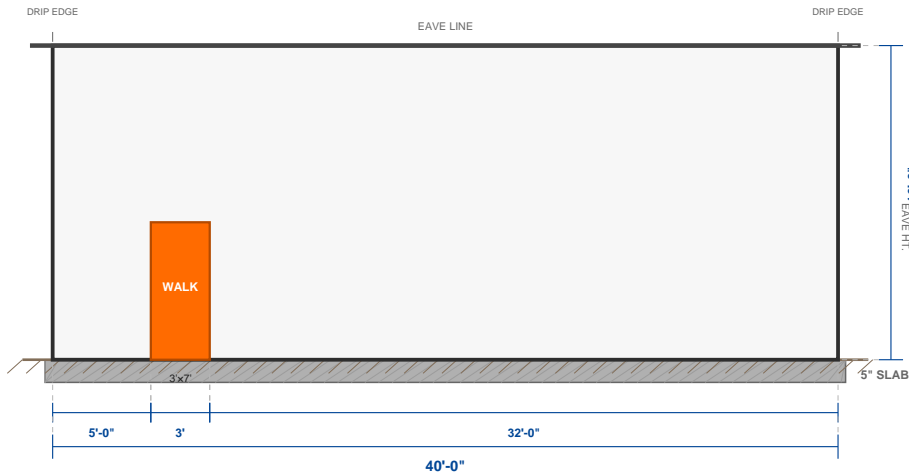 DRIP EDGE
DRIP EDGE
EAVE LINE
EAVE HT.
WALK
3'x7'
5" SLAB
5'-0"
3'
32'-0"
40'-0"